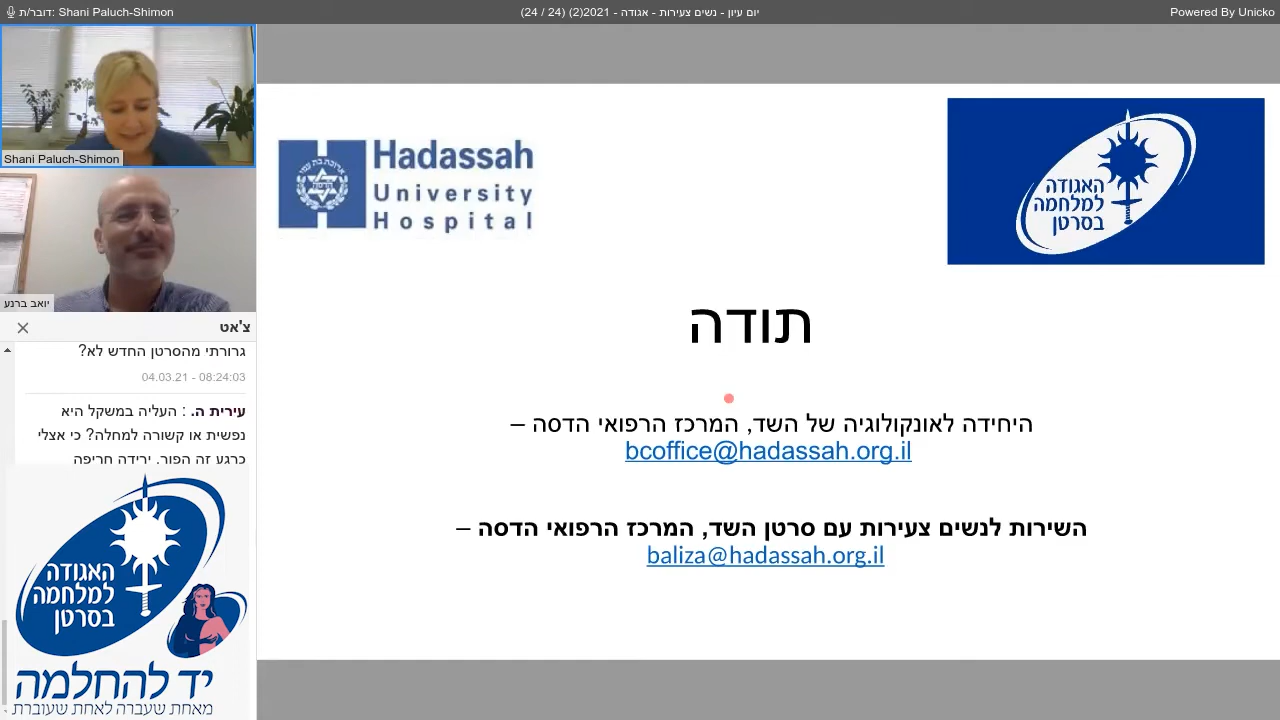 דובר/ת: Shani Paluch-Shimon
יום עיון - נשים צעירות - אגודה - 2021(2) (24 / 24)
Powered By Unicko
Shani Paluch-Shimon
יואב ברנע
צ'אט
גרורתי מהסרטן החדש לא?
04.03.21 - 08:24:03
עירית ה. : העליה במשקל היא
נפשית או קשורה למחלה? כי אצלי
כרגע זה הפור. ירידה חריפה
האגודה
למלחמה
בסרטן
יד להחלמה
מאחת שעברה לאחת שעוברת
Hadassah
University
Hospital
האגודה
למלחמה
בסרטן
תודה
היחידה לאונקולוגיה של השד, המרכז הרפואי הדסה –
bcoffice@hadassah.org.il
השירות לנשים צעירות עם סרטן השד, המרכז הרפואי הדסה –
baliza@hadassah.org.il